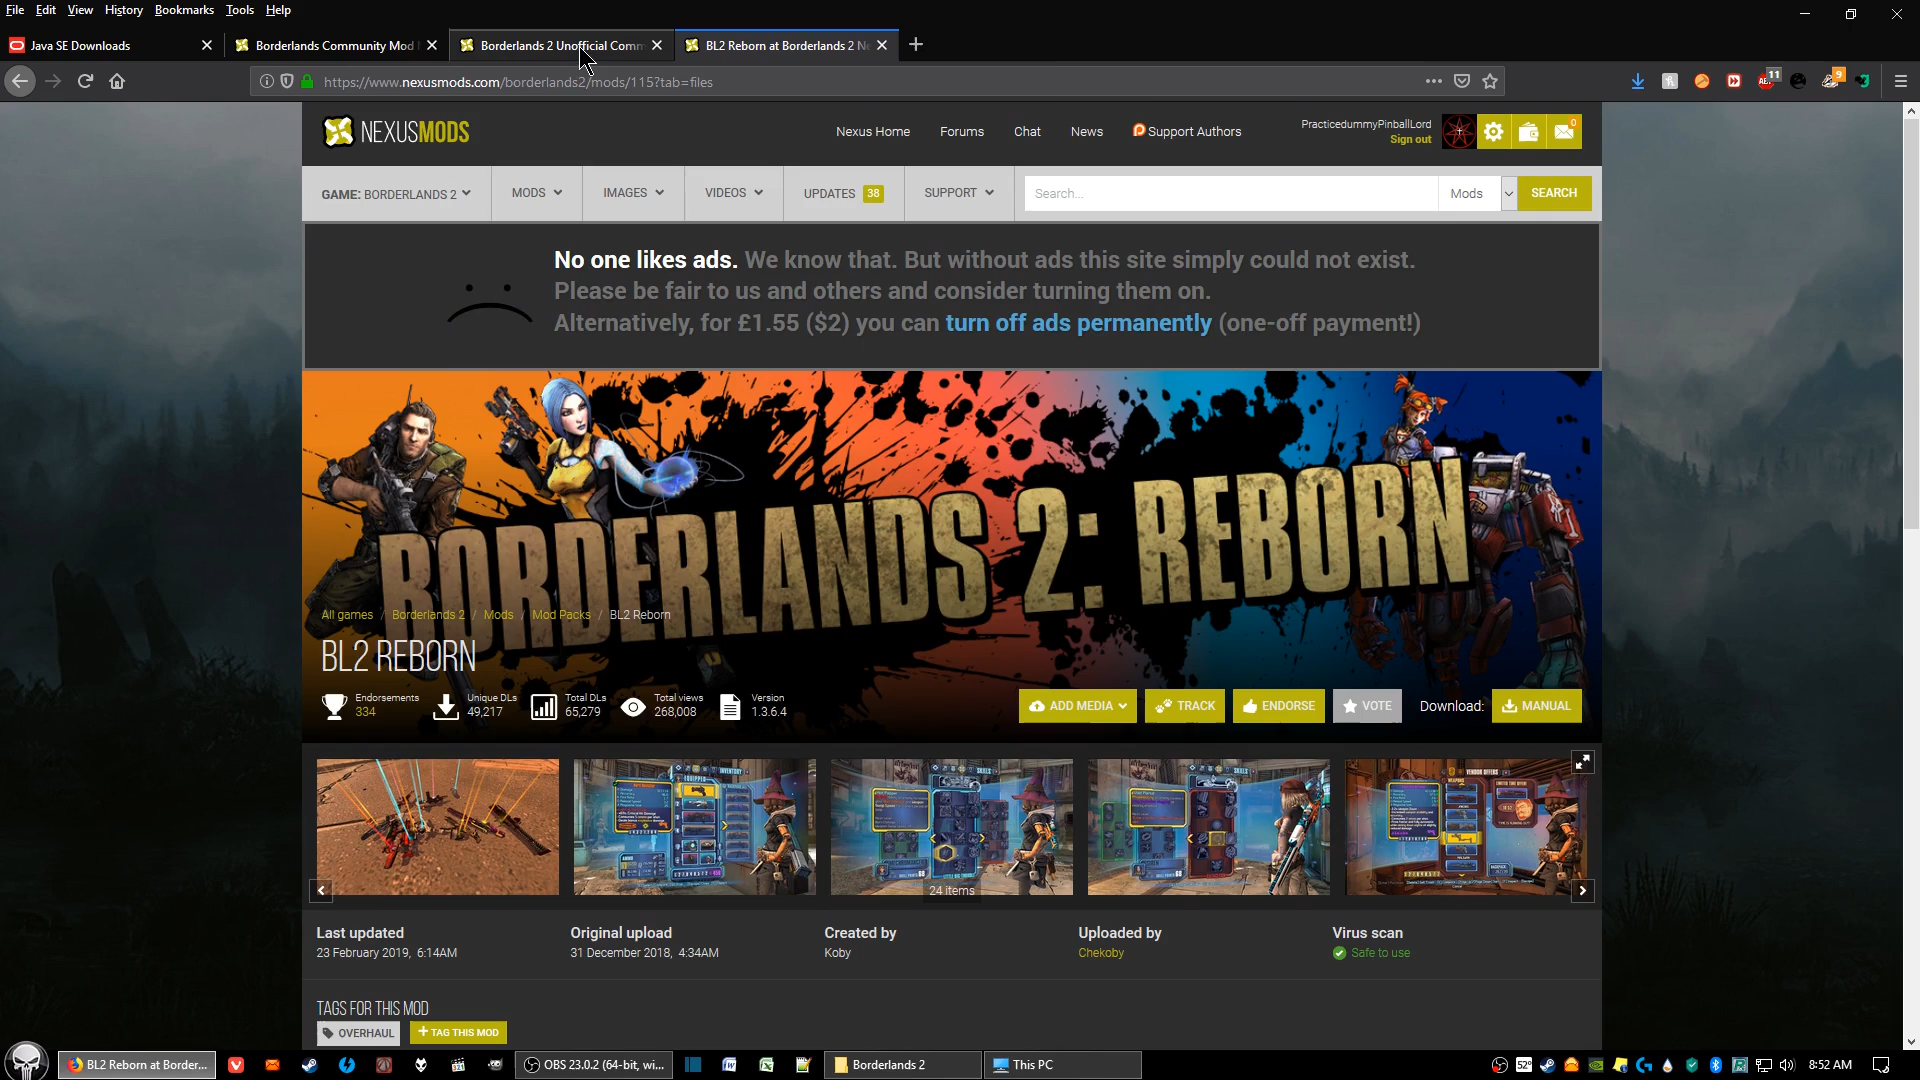 File Edit View History Bookmarks Tools Help
Java SE Downloads
Borderlands Community Mod
Borderlands 2 Unofficial Comm
BL2 Reborn at Borderlands 2 Ne
https://www.nexusmods.com/borderlands2/mods/115?tab=files
11
9
NEXUSMODS
Nexus Home
Forums
Chat
News
Support Authors
PracticedummyPinballLord
Sign out
0
GAME: BORDERLANDS 2
MODS
IMAGES
VIDEOS
UPDATES 38
SUPPORT
Search...
Mods
SEARCH
No one likes ads. We know that. But without ads this site simply could not exist.
Please be fair to us and others and consider turning them on.
Alternatively, for £1.55 ($2) you can turn off ads permanently (one-off payment!)
BORDERLANDS 2: REBORN
All games / Borderlands 2 / Mods / Mod Packs / BL2 Reborn
BL2 REBORN
Endorsements
334
Unique DLs
49,217
Total DLs
65,279
Total views
268,008
Version
1.3.6.4
ADD MEDIA
TRACK
ENDORSE
VOTE
Download:
MANUAL
24 items
Last updated
23 February 2019, 6:14AM
Original upload
31 December 2018, 4:34AM
Created by
Koby
Uploaded by
Chekoby
Virus scan
Safe to use
TAGS FOR THIS MOD
OVERHAUL
+ TAG THIS MOD
BL2 Reborn at Border...
OBS 23.0.2 (64-bit, wi...
Borderlands 2
This PC
52°
8:52 AM